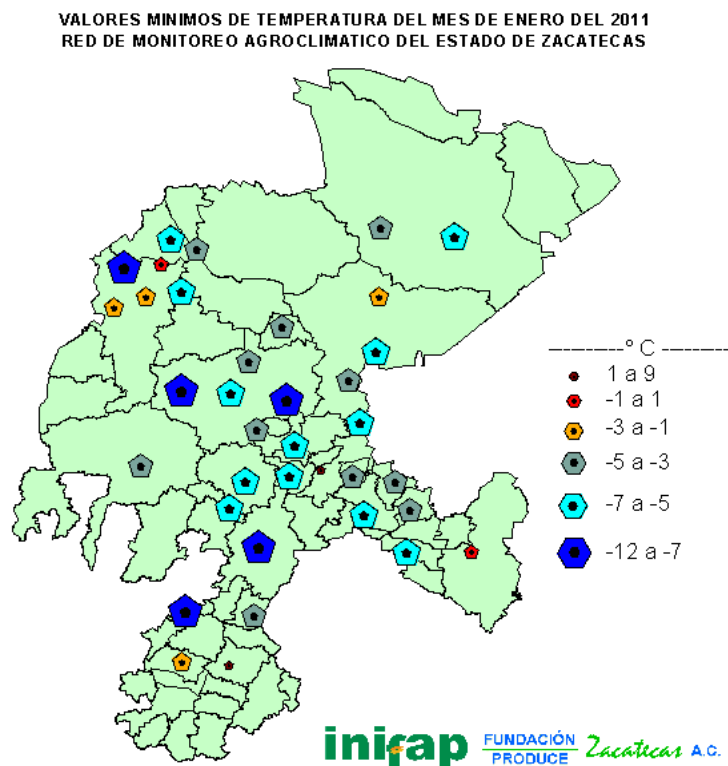 VALORES MINIMOS DE TEMPERATURA DEL MES DE ENERO DEL 2011
RED DE MONITOREO AGROCLIMATICO DEL ESTADO DE ZACATECAS
----------° C ----------
1 a 9
-1 a 1
-3 a -1
-5 a -3
-7 a -5
-12 a -7
inifap
FUNDACIÓN
PRODUCE
Zacatecas A.C.